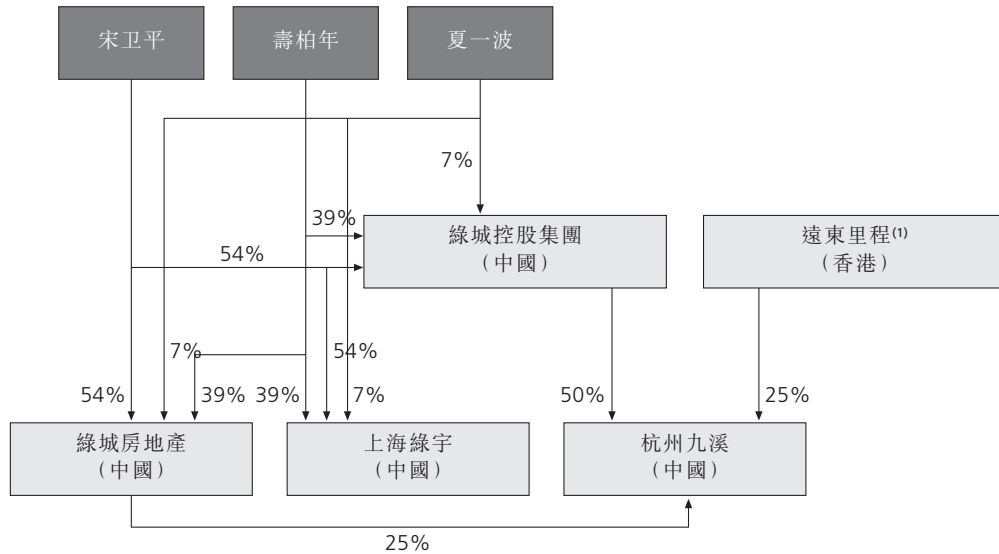 宋卫平
壽柏年
夏一波
7%
39%
綠城控股集團
（中國）
遠東里程⁽¹⁾
（香港）
54%
7%
54%
54%
39%
39%
7%
50%
25%
綠城房地產
（中國）
上海綠宇
（中國）
杭州九溪
（中國）
25%